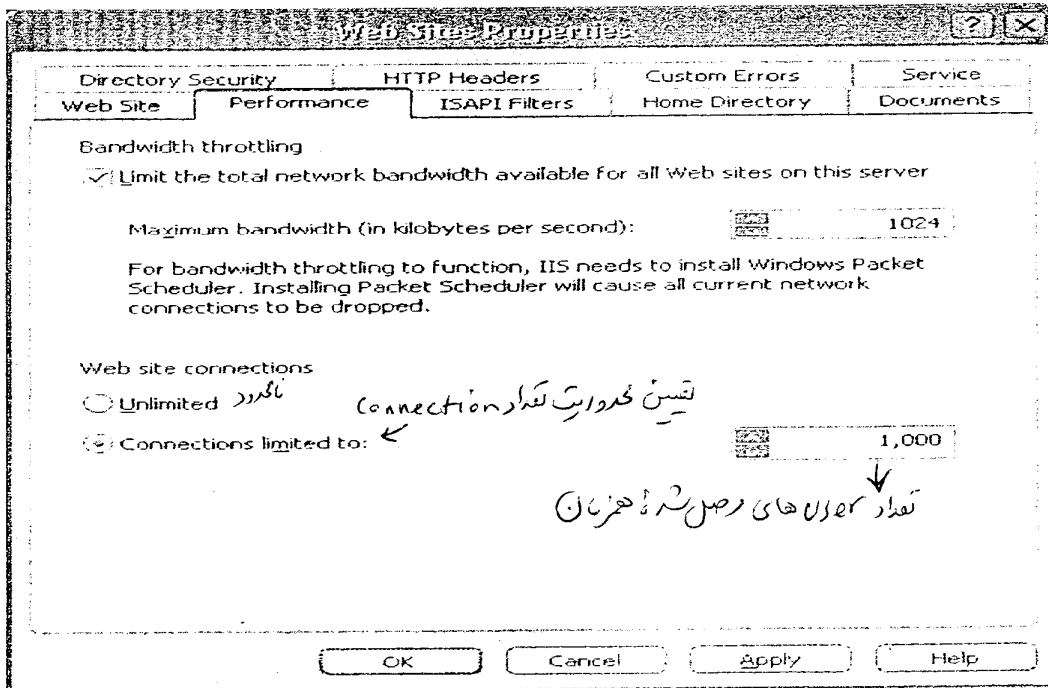 Web Sites Properties
Directory Security HTTP Headers Custom Errors Service
Web Site Performance ISAPI Filters Home Directory Documents
Bandwidth throttling
Limit the total network bandwidth available for all Web sites on this server
Maximum bandwidth (in kilobytes per second): 1024
For bandwidth throttling to function, IIS needs to install Windows Packet
Scheduler. Installing Packet Scheduler will cause all current network
connections to be dropped.
Web site connections
Unlimited نامحدود
تعیین محدودیت تعداد Connection
Connections limited to: 1,000
تعداد user های وصل شدهٔ همزمان
OK Cancel Apply Help